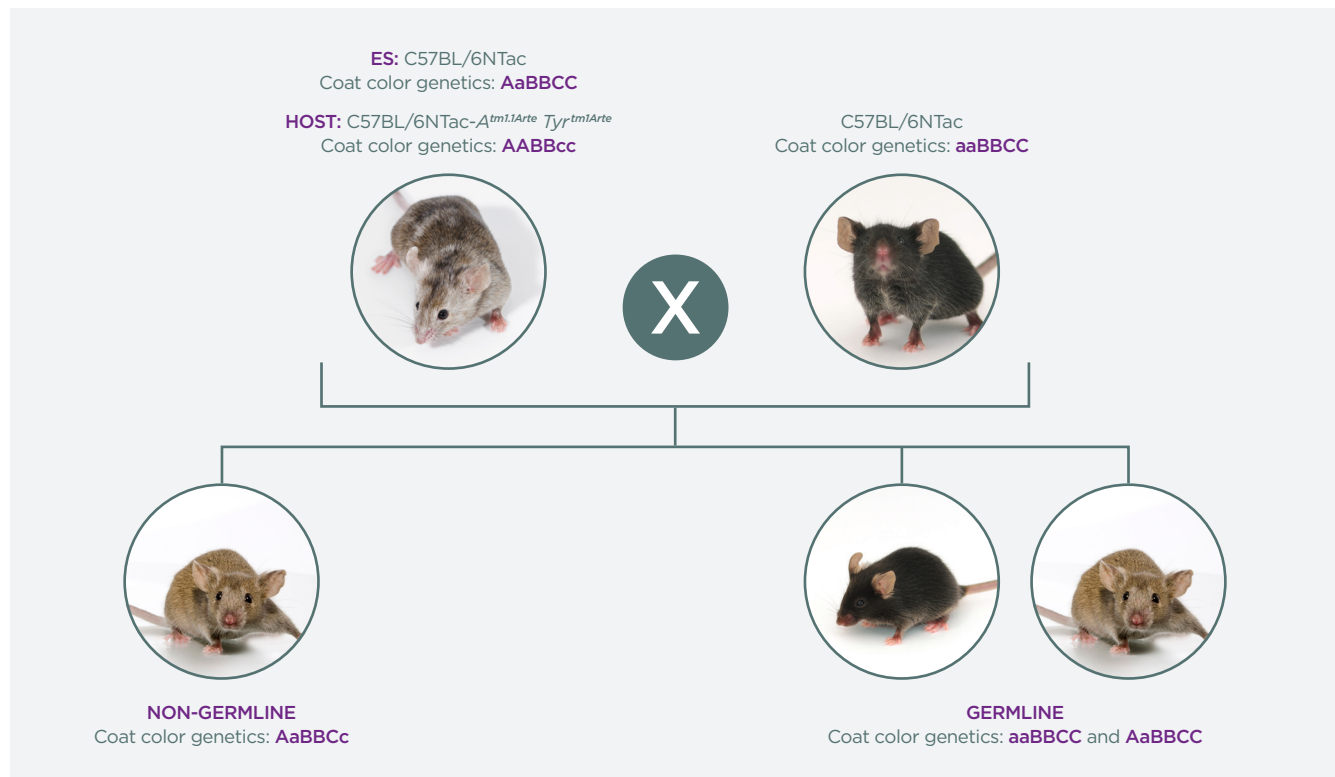 ES: C57BL/6NTac
Coat color genetics: AaBBCC
HOST: C57BL/6NTac-Atm1.1Arte Tyrtm1Arte
Coat color genetics: AABBcc
C57BL/6NTac
Coat color genetics: aaBBCC
X
NON-GERMLINE
Coat color genetics: AaBBCc
GERMLINE
Coat color genetics: aaBBCC and AaBBCC